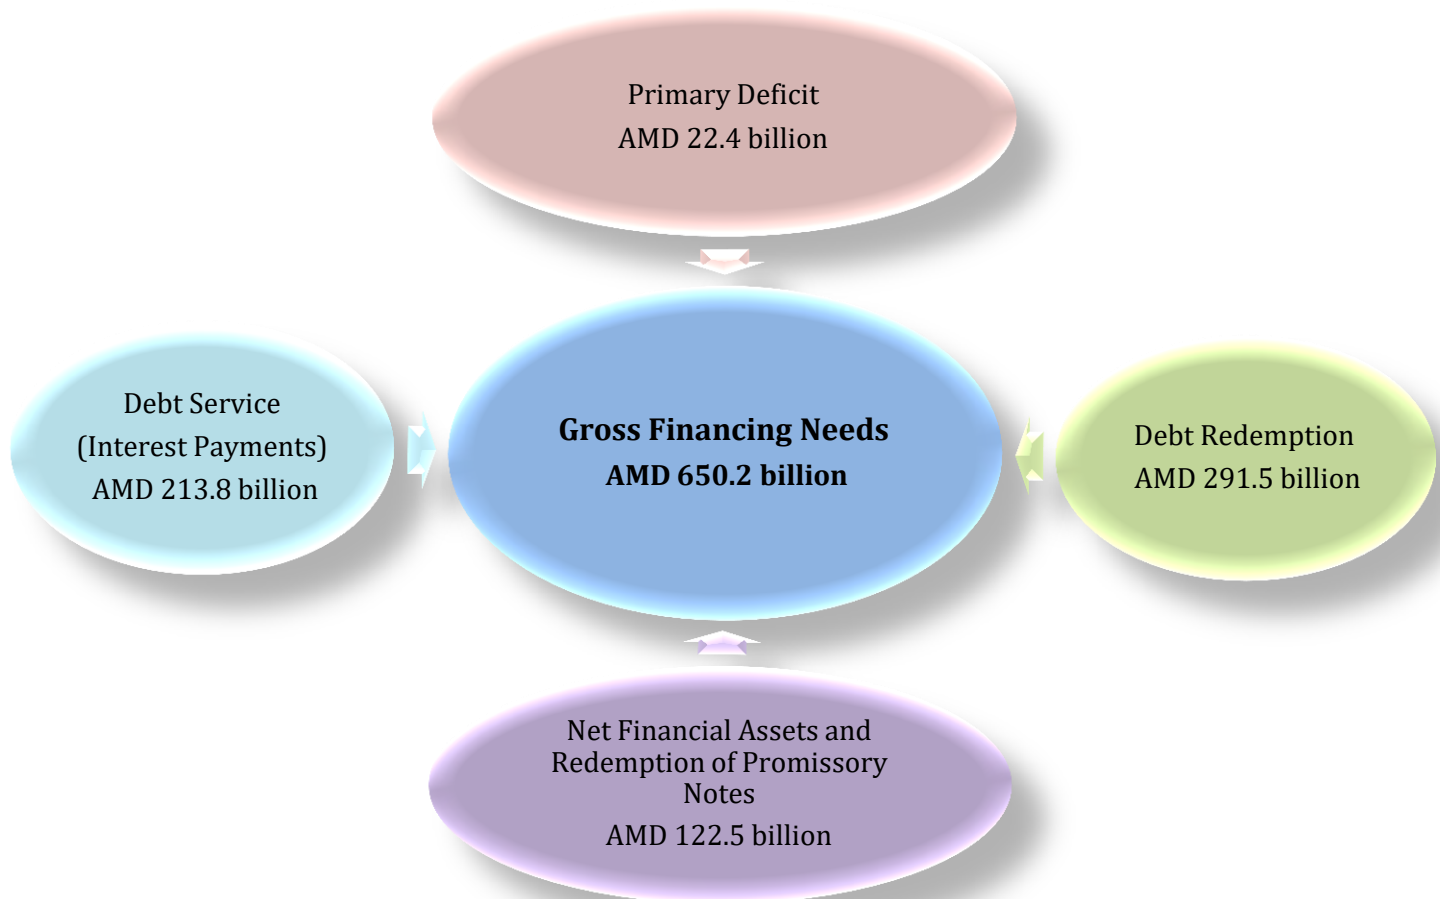 Primary Deficit
AMD 22.4 billion
Debt Service
(Interest Payments)
AMD 213.8 billion
Gross Financing Needs
AMD 650.2 billion
Debt Redemption
AMD 291.5 billion
Net Financial Assets and
Redemption of Promissory
Notes
AMD 122.5 billion